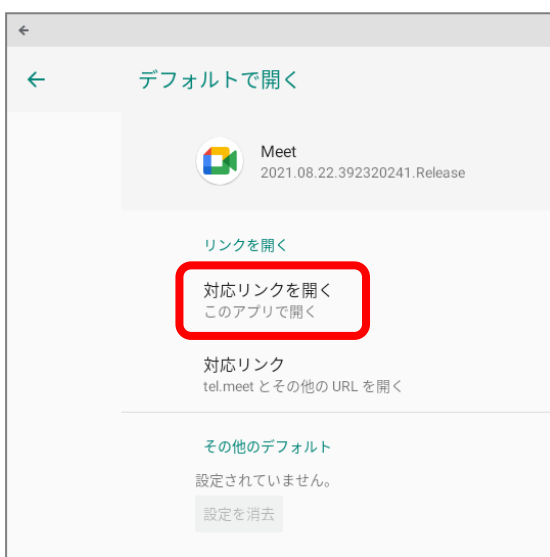 デフォルトで開く
Meet
2021.08.22.392320241.Release
リンクを開く
対応リンクを開く
このアプリで開く
対応リンク
tel.meet とその他の URL を開く
その他のデフォルト
設定されていません。
設定を消去